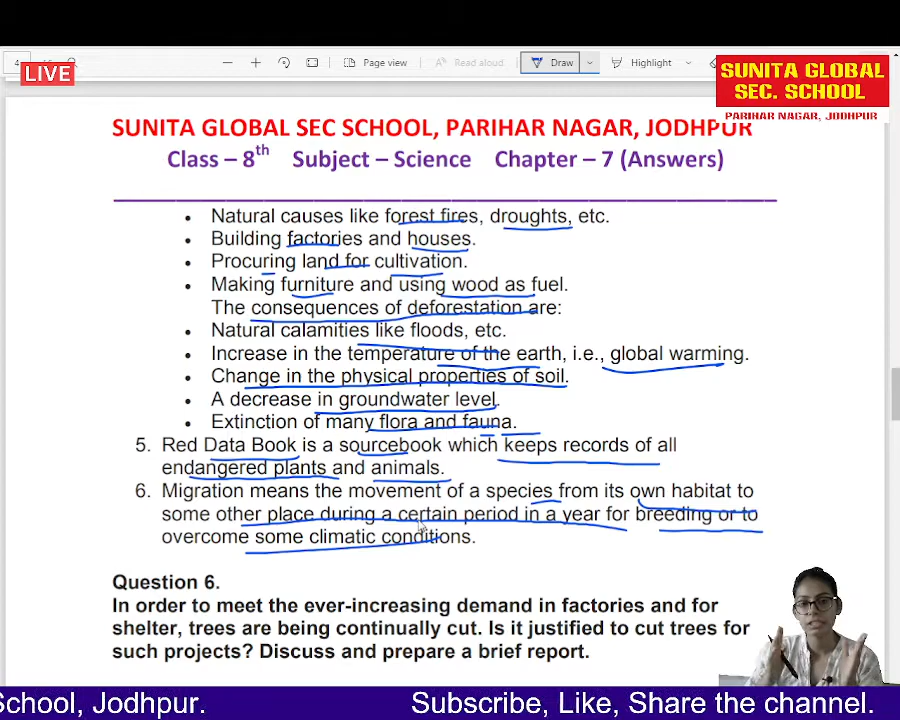 4
LIVE
Page view
Read aloud
Draw
Highlight
SUNITA GLOBAL
SEC. SCHOOL
PARIHAR NAGAR, JODHPUR
SUNITA GLOBAL SEC SCHOOL, PARIHAR NAGAR, JODHPUR
Class – 8th Subject – Science Chapter – 7 (Answers)
• Natural causes like forest fires, droughts, etc.
• Building factories and houses.
• Procuring land for cultivation.
• Making furniture and using wood as fuel.
The consequences of deforestation are:
• Natural calamities like floods, etc.
• Increase in the temperature of the earth, i.e., global warming.
• Change in the physical properties of soil.
• A decrease in groundwater level.
• Extinction of many flora and fauna.
5. Red Data Book is a sourcebook which keeps records of all
endangered plants and animals.
6. Migration means the movement of a species from its own habitat to
some other place during a certain period in a year for breeding or to
overcome some climatic conditions.
Question 6.
In order to meet the ever-increasing demand in factories and for
shelter, trees are being continually cut. Is it justified to cut trees for
such projects? Discuss and prepare a brief report.
School, Jodhpur. Subscribe, Like, Share the channel.